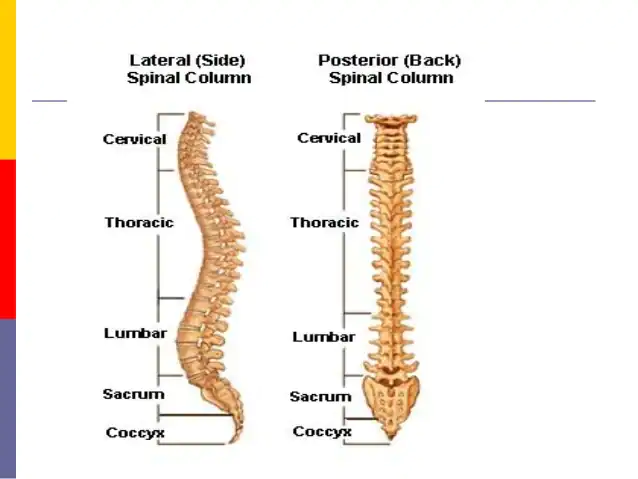 Lateral (Side)
Spinal Column
Cervical
Thoracic
Lumbar
Sacrum
Coccyx
Posterior (Back)
Spinal Column
Cervical
Thoracic
Lumbar
Sacrum
Coccyx